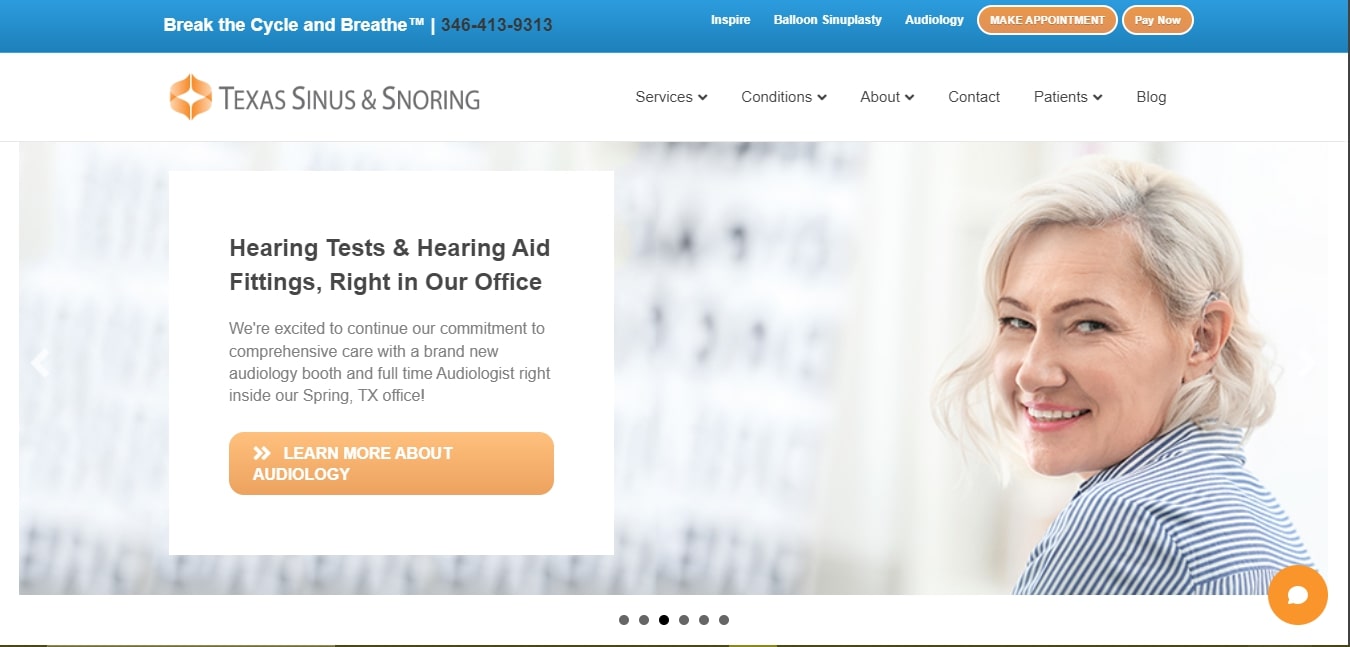 Break the Cycle and Breathe™ | 346-413-9313
Inspire
Balloon Sinuplasty
Audiology
MAKE APPOINTMENT
Pay Now
TEXAS SINUS & SNORING
Services
Conditions
About
Contact
Patients
Blog
Hearing Tests & Hearing Aid
Fittings, Right in Our Office
We're excited to continue our commitment to
comprehensive care with a brand new
audiology booth and full time Audiologist right
inside our Spring, TX office!
LEARN MORE ABOUT
AUDIOLOGY